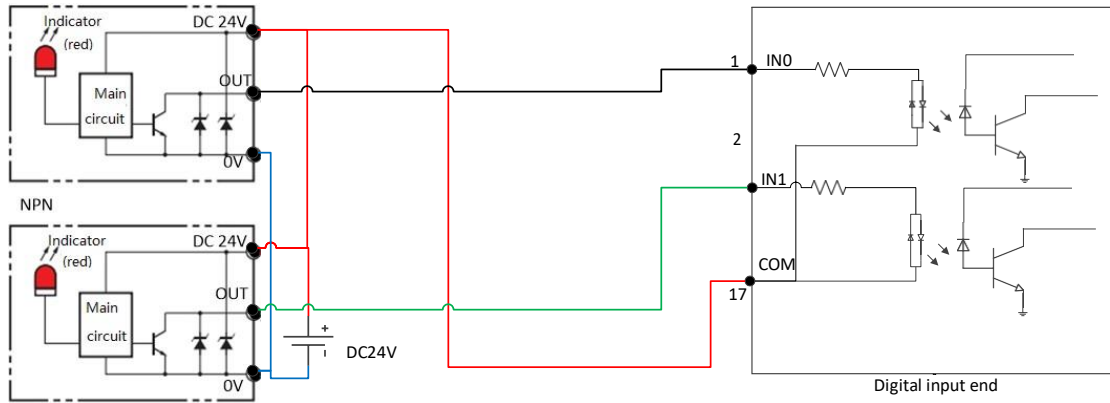 Indicator
(red)
DC 24V
OUT
Main
circuit
0V
NPN
Indicator
(red)
DC 24V
OUT
Main
circuit
0V
+
-
DC24V
1
IN0
2
IN1
COM
17
Digital input end